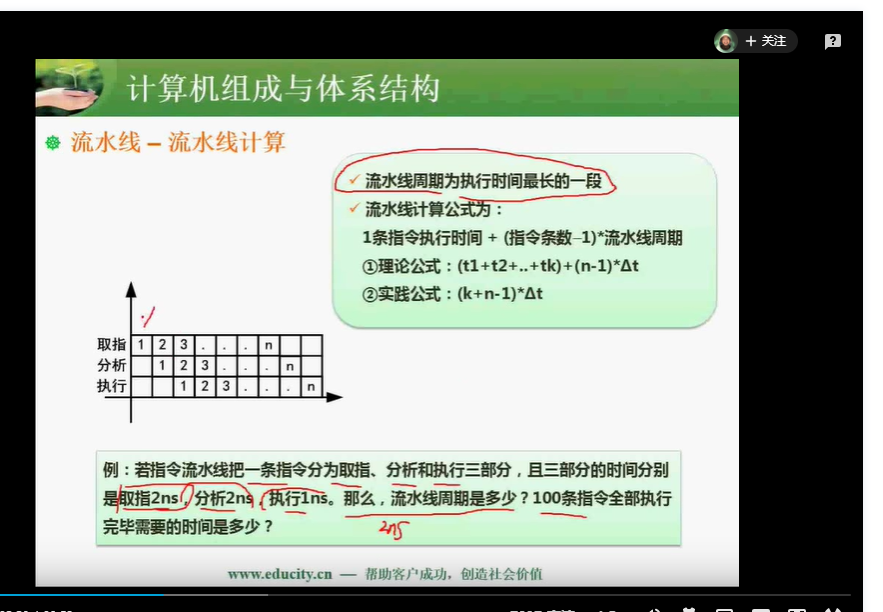 + 关注
计算机组成与体系结构
流水线 – 流水线计算
流水线周期为执行时间最长的一段
流水线计算公式为：
1条指令执行时间 + (指令条数–1)*流水线周期
①理论公式：(t1+t2+..+tk)+(n-1)*Δt
②实践公式：(k+n-1)*Δt
取指 1 2 3 . . . n
分析 1 2 3 . . . n
执行 1 2 3 . . . n
例：若指令流水线把一条指令分为取指、分析和执行三部分，且三部分的时间分别
是取指2ns，分析2ns，执行1ns。那么，流水线周期是多少？100条指令全部执行
完毕需要的时间是多少？
2ns
www.educity.cn — 帮助客户成功，创造社会价值